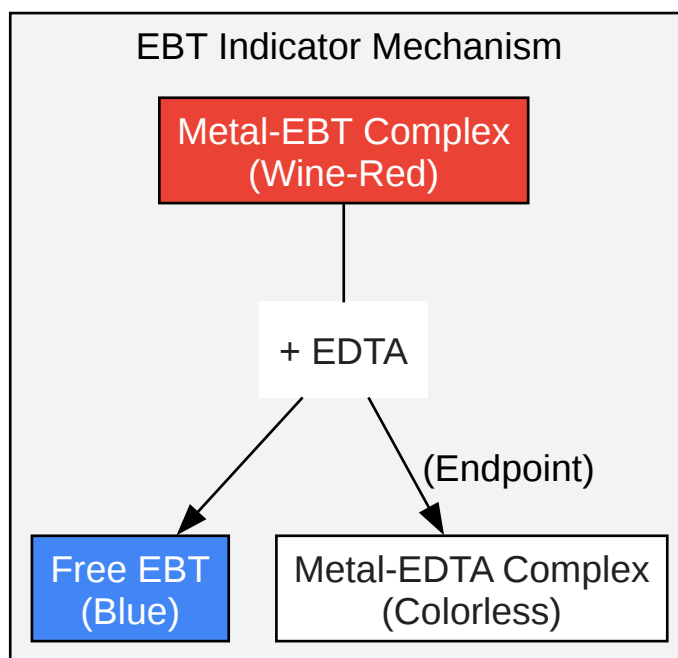 EBT Indicator Mechanism
Metal-EBT Complex
(Wine-Red)
+ EDTA
(Endpoint)
Free EBT
(Blue)
Metal-EDTA Complex
(Colorless)